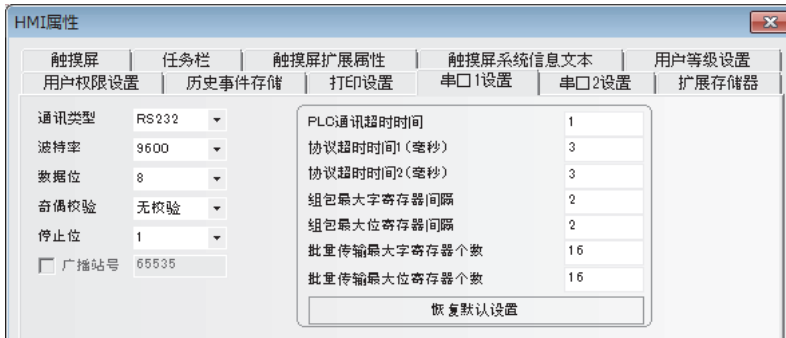 HMI属性
触摸屏 任务栏 触摸屏扩展属性 触摸屏系统信息文本 用户等级设置
用户权限设置 历史事件存储 打印设置 串口1设置 串口2设置 扩展存储器
通讯类型 RS232
波特率 9600
数据位 8
奇偶校验 无校验
停止位 1
广播站号 65535
PLC通讯超时时间 1
协议超时时间1(毫秒) 3
协议超时时间2(毫秒) 3
组包最大字寄存器间隔 2
组包最大位寄存器间隔 2
批量传输最大字寄存器个数 16
批量传输最大位寄存器个数 16
恢复默认设置